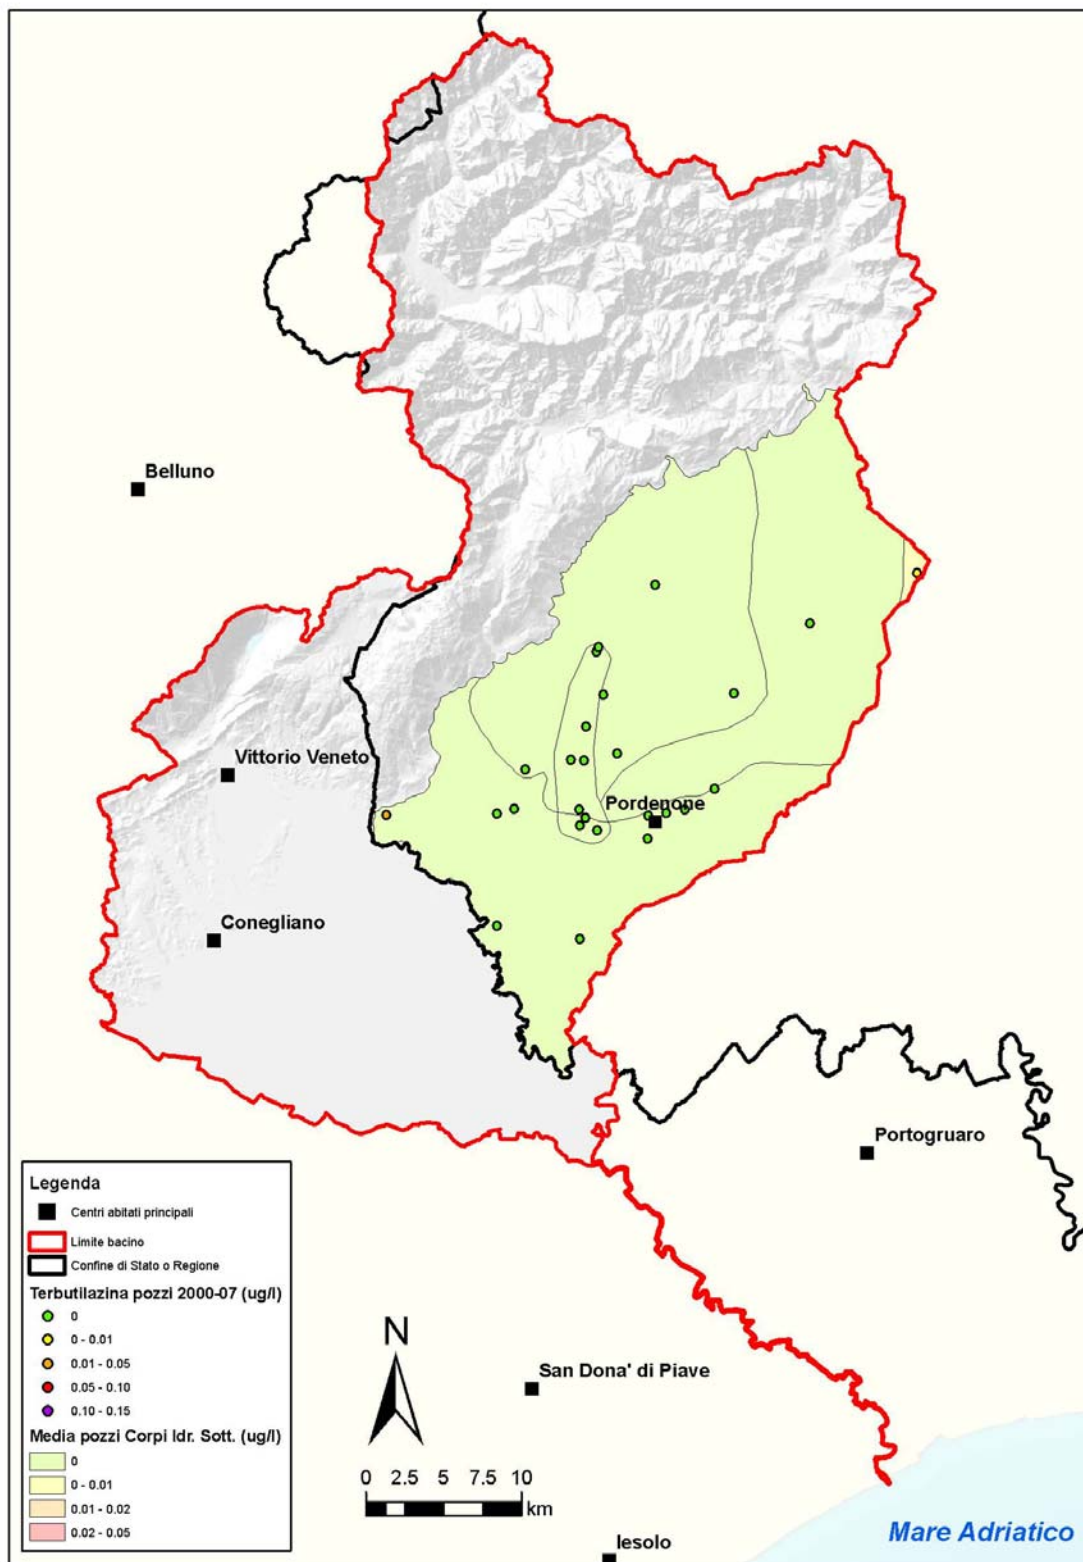 Belluno
Vittorio Veneto
Pordenone
Conegliano
Portogruaro
Legenda
Centri abitati principali
Limite bacino
Confine di Stato o Regione
Terbutilazina pozzi 2000-07 (ug/l)
0
0 - 0.01
0.01 - 0.05
0.05 - 0.10
0.10 - 0.15
Media pozzi Corpi Idr. Sott. (ug/l)
0
0 - 0.01
0.01 - 0.02
0.02 - 0.05
N
San Dona' di Piave
0 2.5 5 7.5 10
km
Mare Adriatico
Iesolo